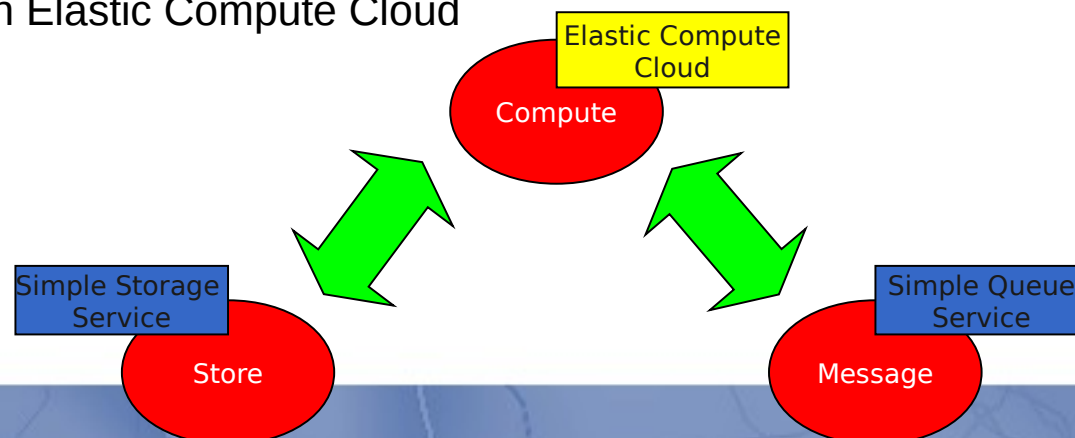 n Elastic Compute Cloud
Elastic Compute
Cloud
Compute
Simple Storage
Service
Store
Simple Queue
Service
Message